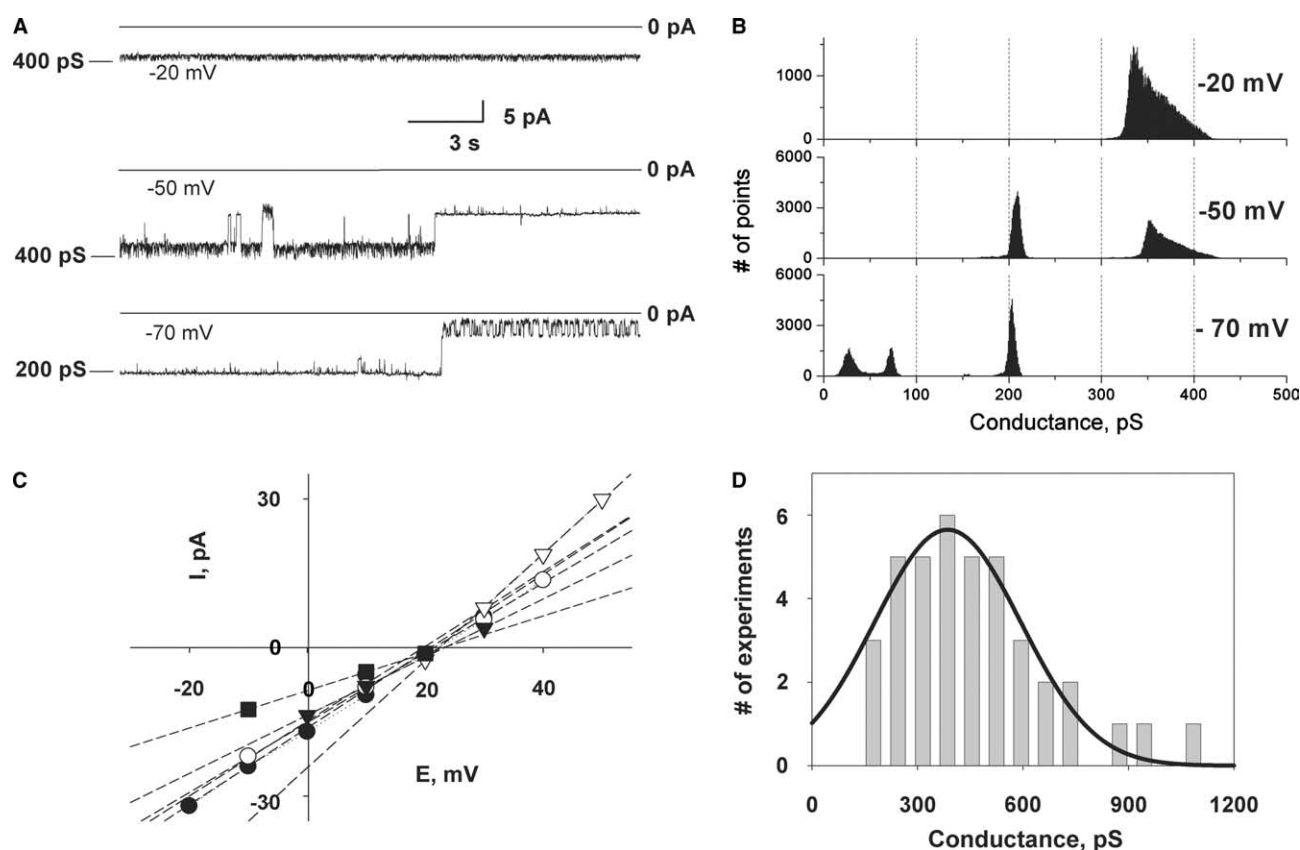 A
0 pA
400 pS
-20 mV
5 pA
3 s
0 pA
-50 mV
400 pS
0 pA
-70 mV
200 pS
B
# of points
1000
0
-20 mV
6000
3000
0
-50 mV
6000
3000
0
- 70 mV
0 100 200 300 400 500
Conductance, pS
C
I, pA
30
0
-30
-20 0 20 40
E, mV
D
# of experiments
6
4
2
0
0 300 600 900 1200
Conductance, pS